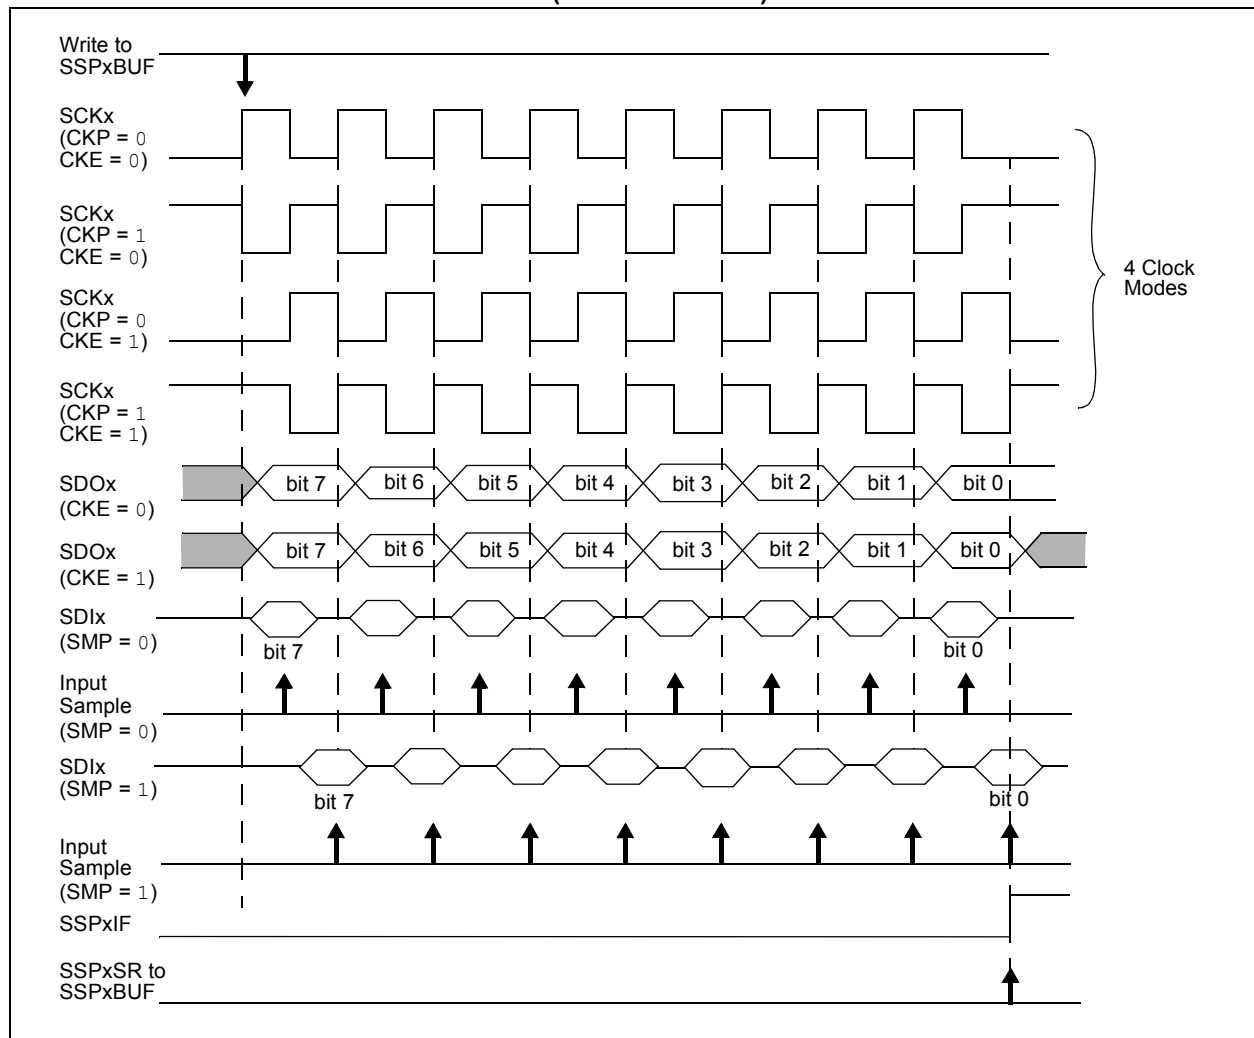 Write to
SSPxBUF
SCKx
(CKP = 0
CKE = 0)
SCKx
(CKP = 1
CKE = 0)
SCKx
(CKP = 0
CKE = 1)
SCKx
(CKP = 1
CKE = 1)
4 Clock
Modes
SDOx
(CKE = 0)
bit 7 bit 6 bit 5 bit 4 bit 3 bit 2 bit 1 bit 0
SDOx
(CKE = 1)
bit 7 bit 6 bit 5 bit 4 bit 3 bit 2 bit 1 bit 0
SDIx
(SMP = 0)
bit 7 bit 0
Input
Sample
(SMP = 0)
SDIx
(SMP = 1)
bit 7 bit 0
Input
Sample
(SMP = 1)
SSPxIF
SSPxSR to
SSPxBUF